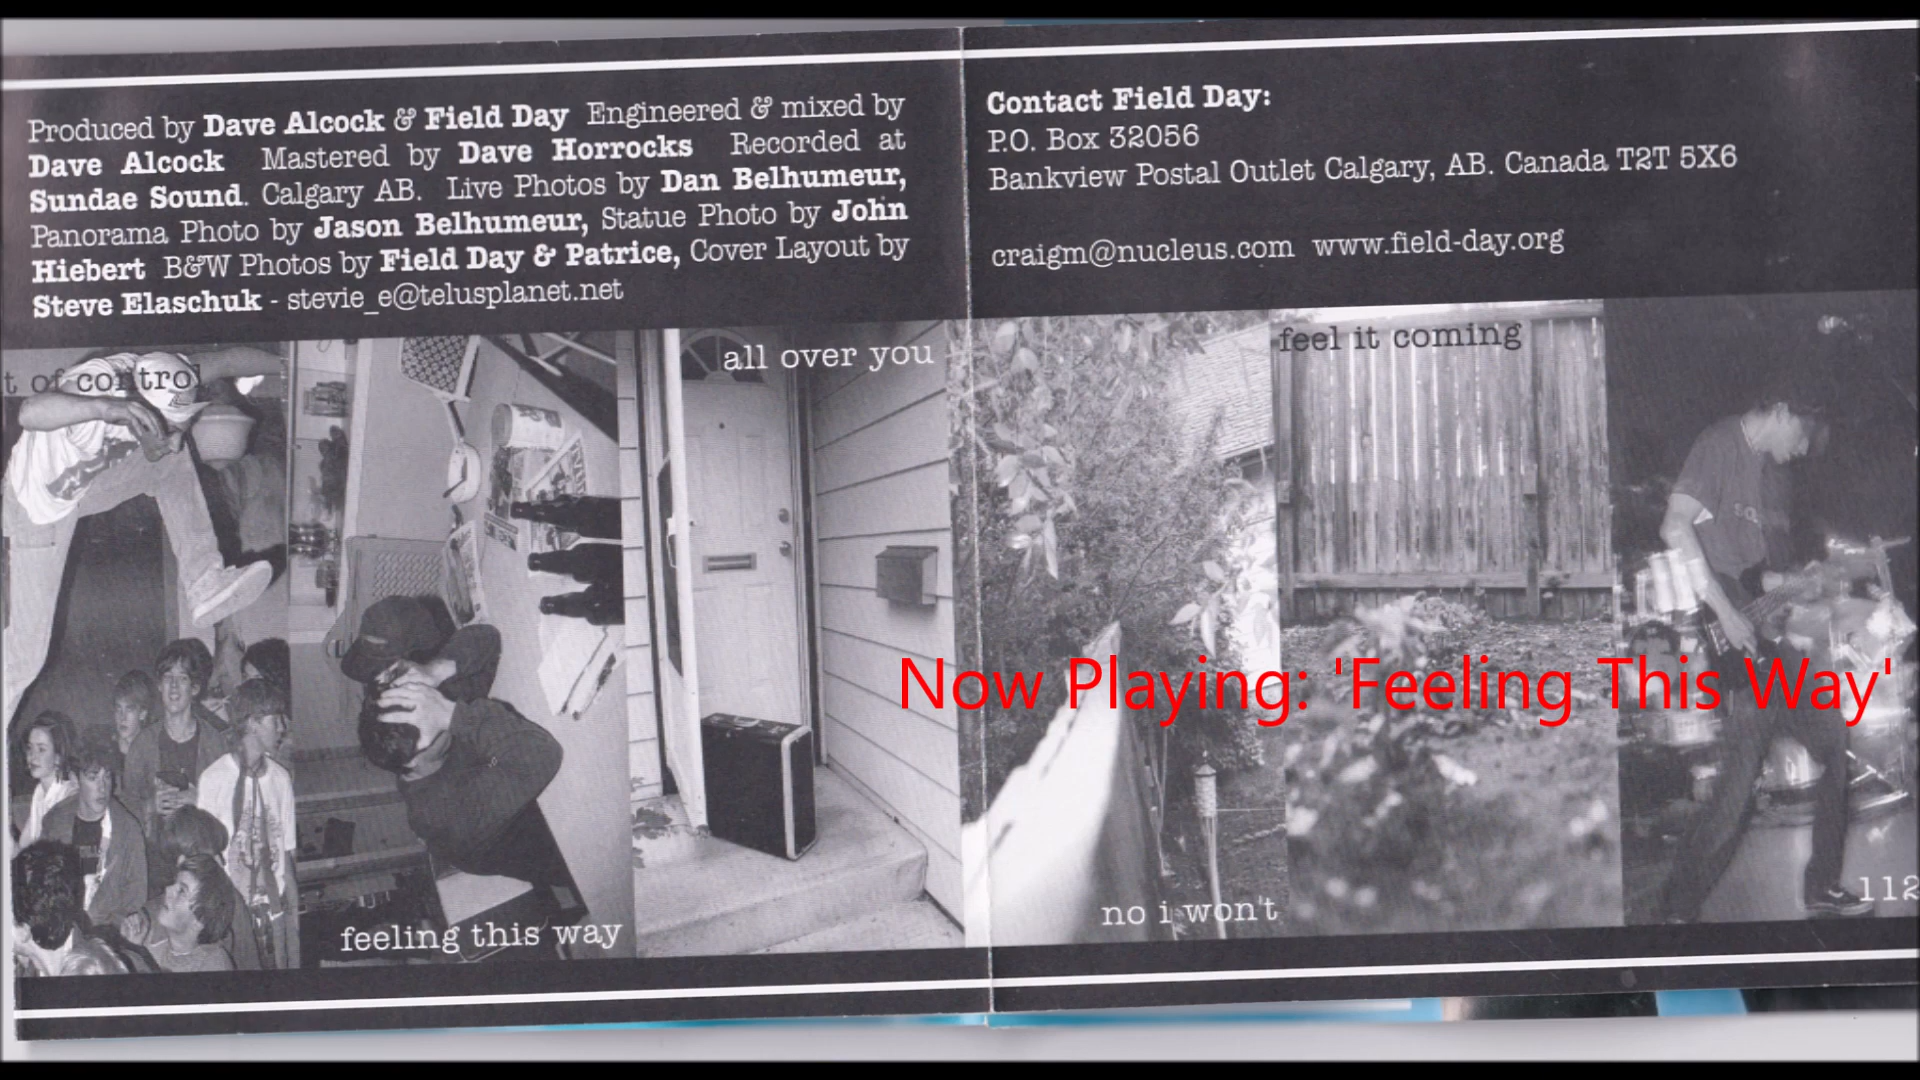 Produced by Dave Alcock & Field Day Engineered & mixed by
Dave Alcock Mastered by Dave Horrocks Recorded at
Sundae Sound. Calgary AB. Live Photos by Dan Belhumeur,
Panorama Photo by Jason Belhumeur, Statue Photo by John
Hiebert B&W Photos by Field Day & Patrice, Cover Layout by
Steve Elaschuk - stevie_e@telusplanet.net
Contact Field Day:
P.O. Box 32056
Bankview Postal Outlet Calgary, AB. Canada T2T 5X6
craigm@nucleus.com www.field-day.org
t of control
all over you
feel it coming
Now Playing: 'Feeling This Way'
feeling this way
no i won't
112